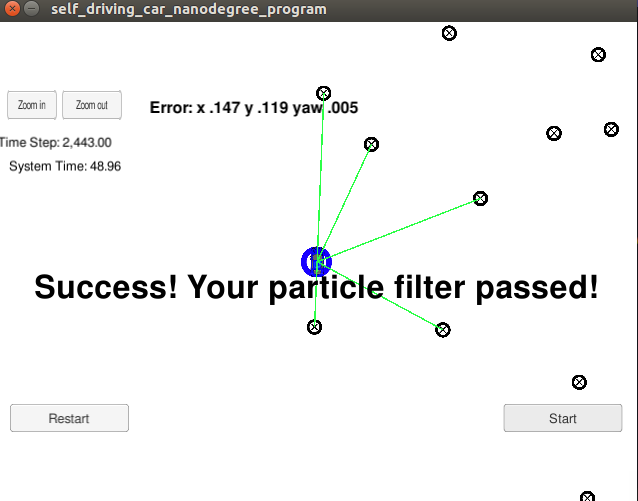 self_driving_car_nanodegree_program
Zoom in Zoom out Error: x .147 y .119 yaw .005
Time Step: 2,443.00
System Time: 48.96
Success! Your particle filter passed!
Restart Start